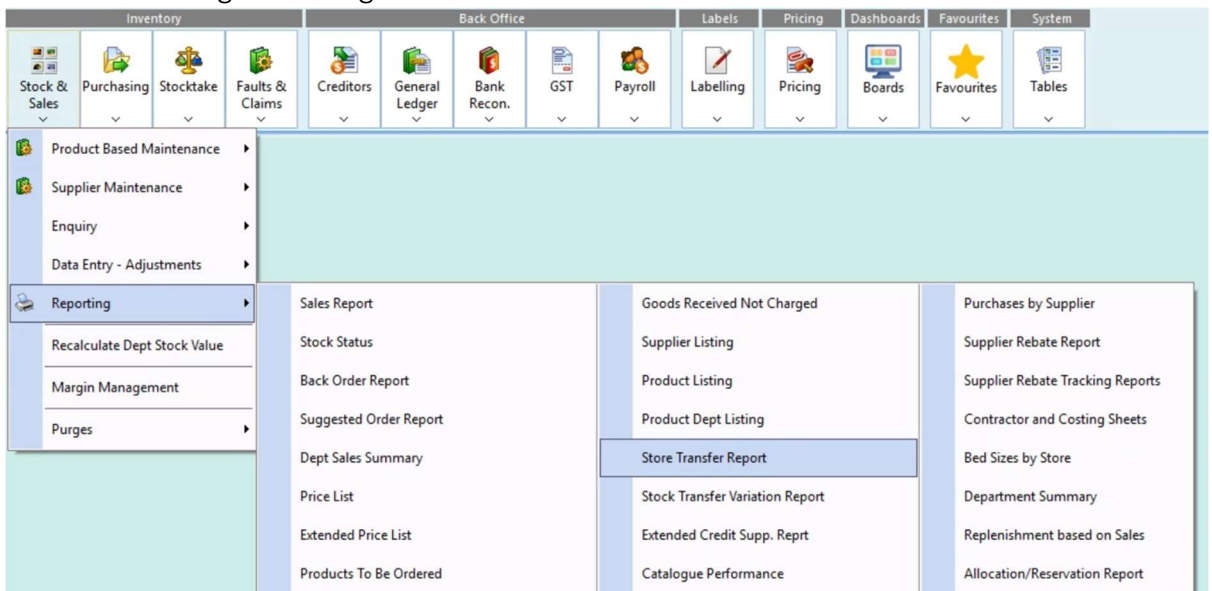 Inventory
Back Office
Labels
Pricing
Dashboards
Favourites
System
Stock & Sales
Purchasing
Stocktake
Faults & Claims
Creditors
General Ledger
Bank Recon.
GST
Payroll
Labelling
Pricing
Boards
Favourites
Tables
Product Based Maintenance
Supplier Maintenance
Enquiry
Data Entry - Adjustments
Reporting
Recalculate Dept Stock Value
Margin Management
Purges
Sales Report
Stock Status
Back Order Report
Suggested Order Report
Dept Sales Summary
Price List
Extended Price List
Products To Be Ordered
Goods Received Not Charged
Supplier Listing
Product Listing
Product Dept Listing
Store Transfer Report
Stock Transfer Variation Report
Extended Credit Supp. Reprt
Catalogue Performance
Purchases by Supplier
Supplier Rebate Report
Supplier Rebate Tracking Reports
Contractor and Costing Sheets
Bed Sizes by Store
Department Summary
Replenishment based on Sales
Allocation/Reservation Report